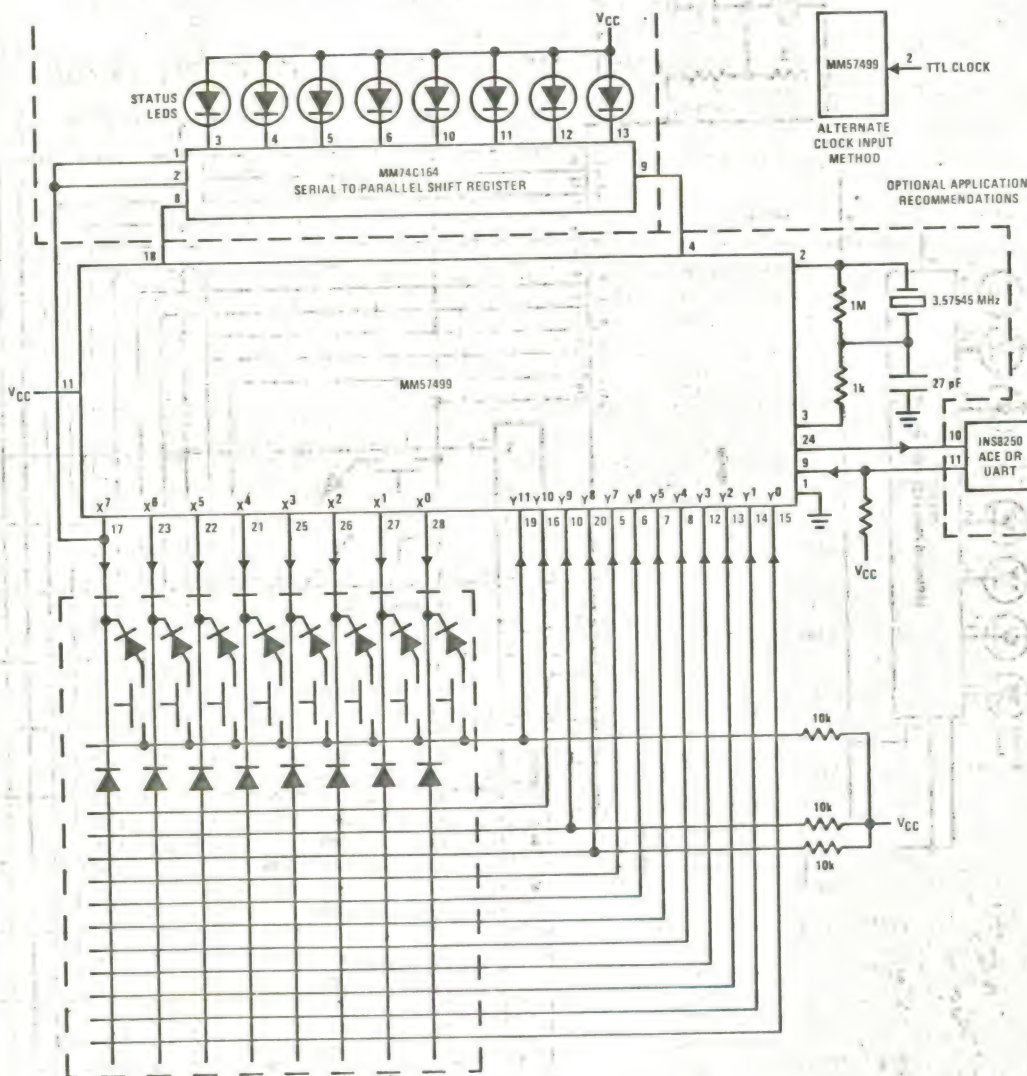 VCC
STATUS
LEDS
3 4 5 6 10 11 12 13
1
2
8
MM74C164
SERIAL TO PARALLEL SHIFT REGISTER
9
MM57499
2
TTL CLOCK
ALTERNATE
CLOCK INPUT
METHOD
OPTIONAL APPLICATION
RECOMMENDATIONS
18
4
2
1M
3.57545 MHz
VCC
11
MM57499
1k
27 pF
3
24
9
1
10
11
INS8250
ACE DR
UART
VCC
X7 X6 X5 X4 X3 X2 X1 X0
17 23 22 21 25 26 27 28
Y11 Y10 Y9 Y8 Y7 Y6 Y5 Y4 Y3 Y2 Y1 Y0
19 16 10 20 5 6 7 8 12 13 14 15
10k
10k
VCC
10k